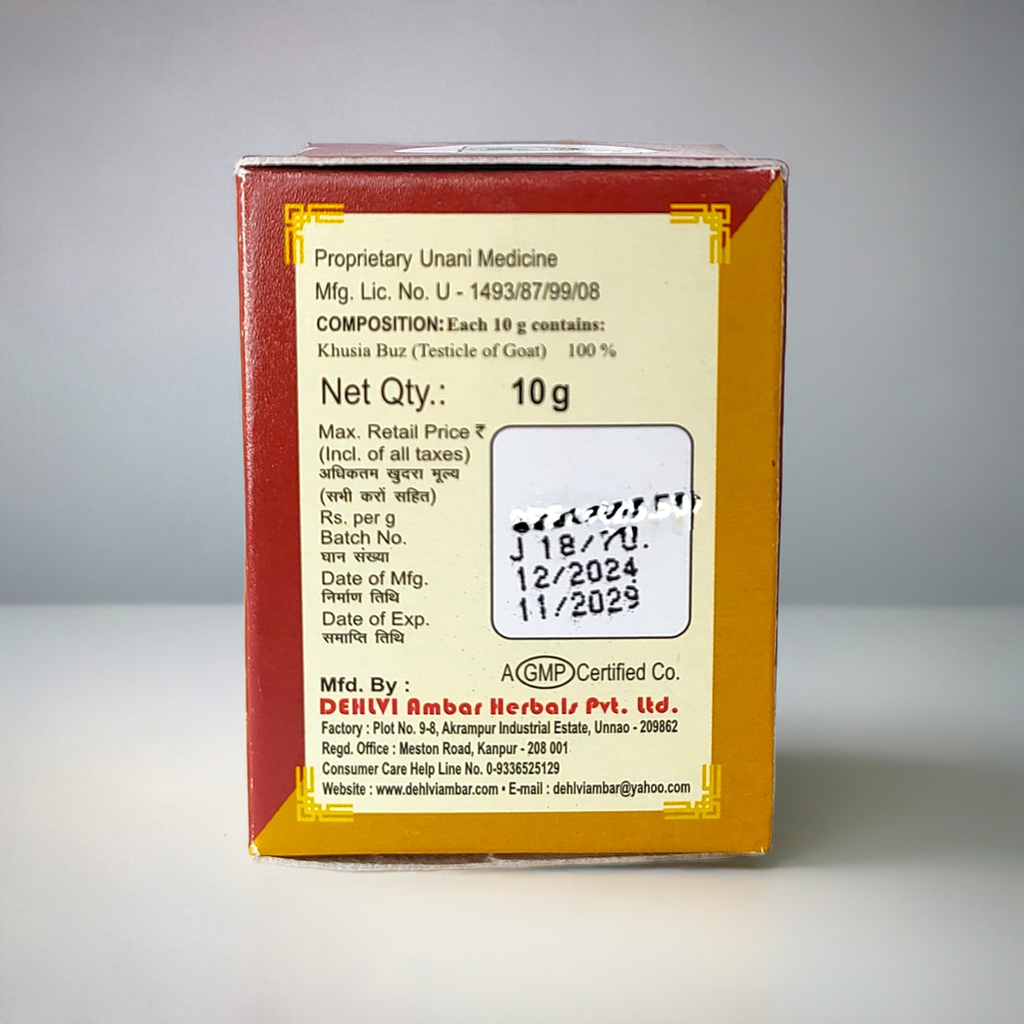 Proprietary Unani Medicine
Mfg. Lic. No. U - 1493/87/99/08
COMPOSITION: Each 10 g contains:
Khusia Buz (Testicle of Goat) 100 %
Net Qty.: 10 g
Max. Retail Price ₹
(Incl. of all taxes)
अधिकतम खुदरा मूल्य
(सभी करों सहित)
Rs. per g
Batch No.
घान संख्या
Date of Mfg.
निर्माण तिथि
Date of Exp.
समाप्ति तिथि
J 18/YU.
12/2024
11/2029
A GMP Certified Co.
Mfd. By :
DEHLVI Ambar Herbals Pvt. Ltd.
Factory : Plot No. 9-8, Akrampur Industrial Estate, Unnao - 209862
Regd. Office : Meston Road, Kanpur - 208 001
Consumer Care Help Line No. 0-9336525129
Website : www.dehlviambar.com • E-mail : dehlviambar@yahoo.com